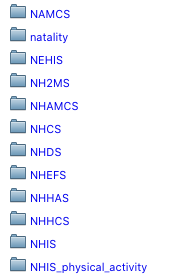 NAMCS
natality
NEHIS
NH2MS
NHAMCS
NHCS
NHDS
NHEFS
NHHAS
NHHCS
NHIS
NHIS_physical_activity